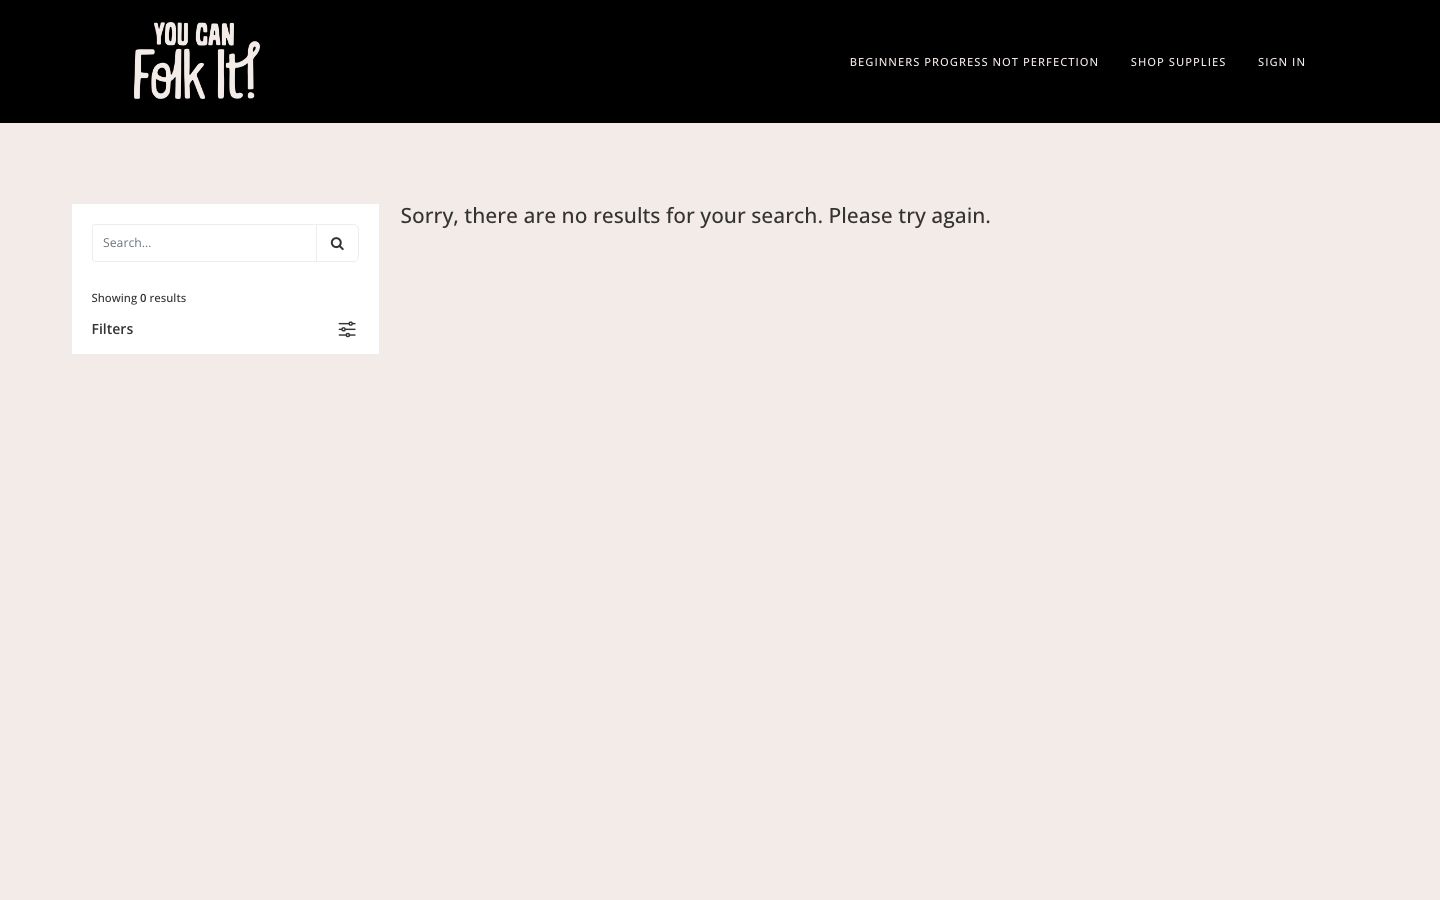 YOU CAN
Folk It!
BEGINNERS PROGRESS NOT PERFECTION
SHOP SUPPLIES
SIGN IN
Search...
Showing 0 results
Filters
Sorry, there are no results for your search. Please try again.